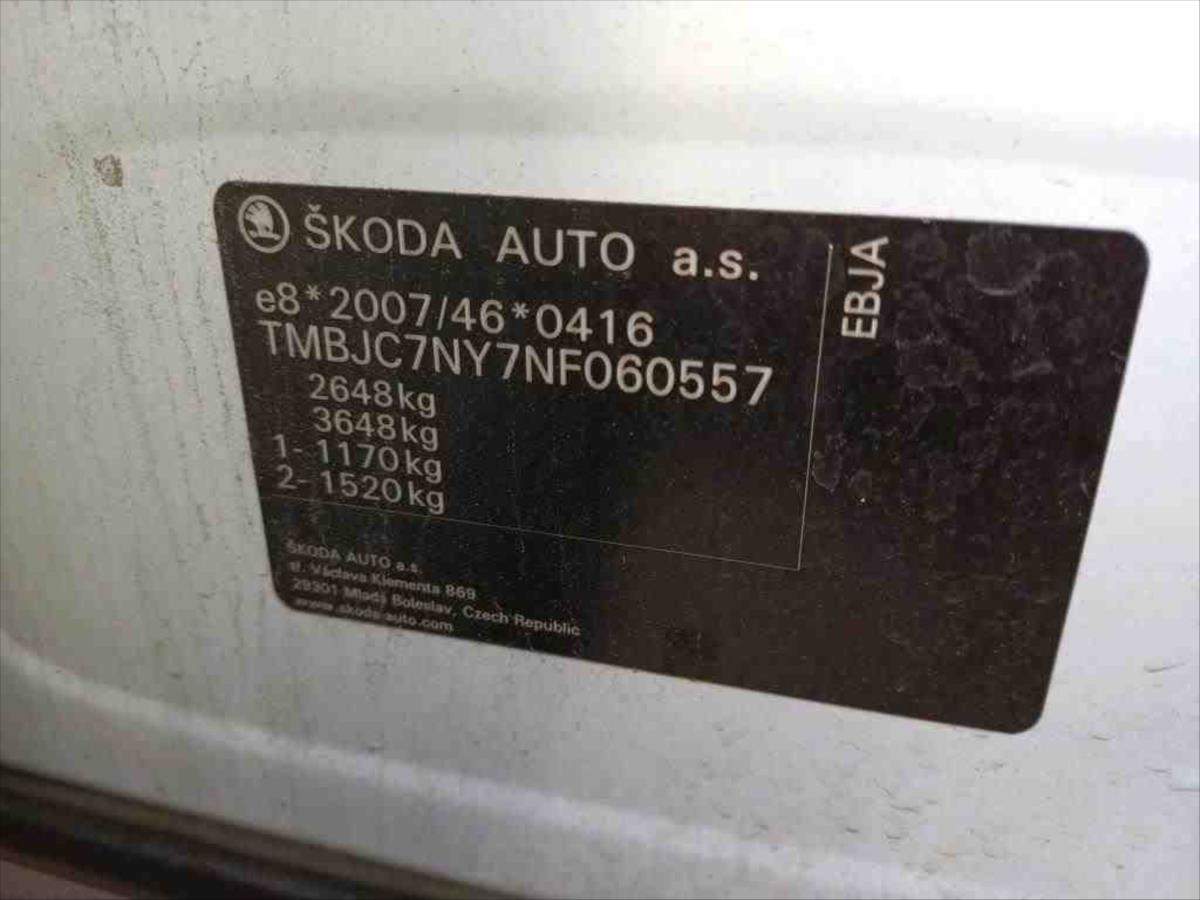 ŠKODA AUTO a.s.
e8*2007/46*0416
TMBJC7NY7NF060557
2648kg
3648kg
1- 1170kg
2- 1520kg
EBJA
ŠKODA AUTO a.s.
tř. Václava Klementa 869
29301 Mladá Boleslav, Czech Republic
www.skoda-auto.com